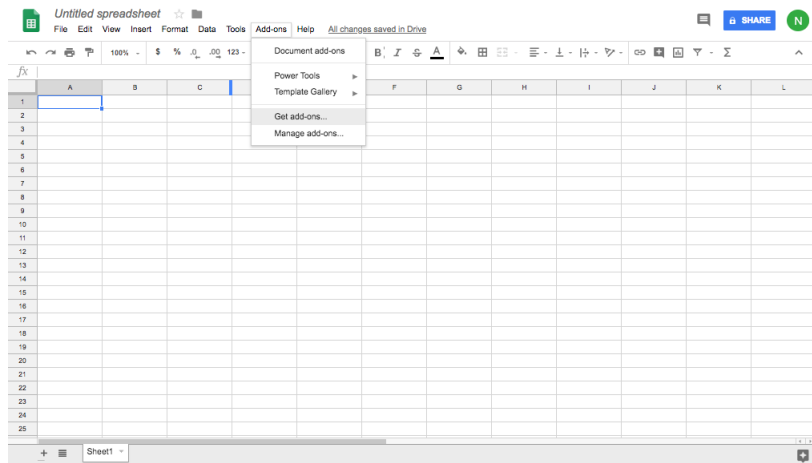 Untitled spreadsheet
File Edit View Insert Format Data Tools Add-ons Help All changes saved in Drive
SHARE
N
100% $ % .0 .00 123 B I S A Σ
Document add-ons
Power Tools
Template Gallery
Get add-ons...
Manage add-ons...
fx
A B C F G H I J K L
1
2
3
4
5
6
7
8
9
10
11
12
13
14
15
16
17
18
19
20
21
22
23
24
25
+ Sheet1